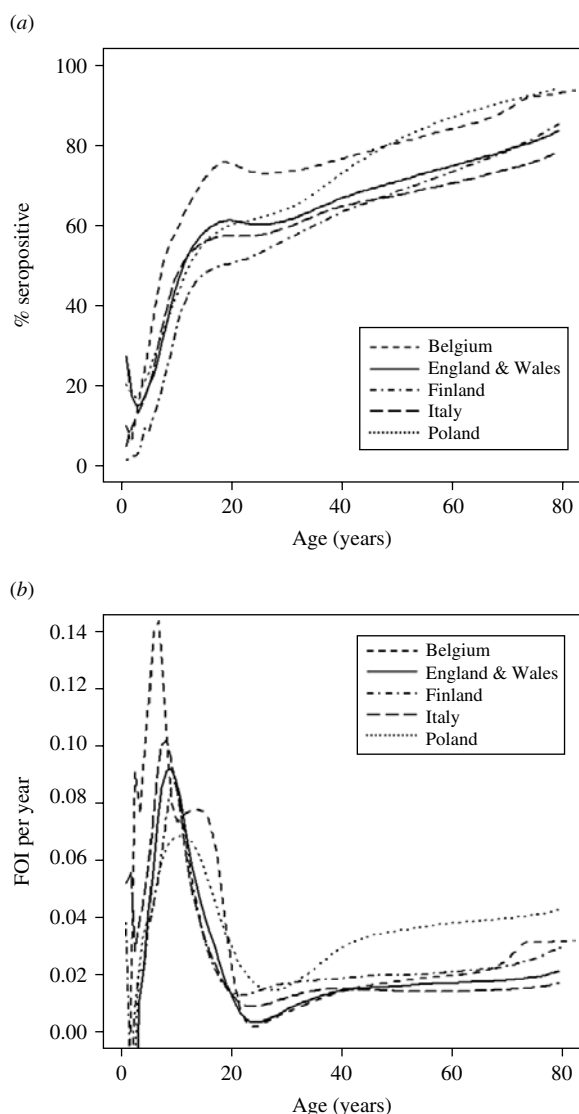 (a)
100
80
60
40
20
0
% seropositive
Belgium
England & Wales
Finland
Italy
Poland
0 20 40 60 80
Age (years)
(b)
0.14
0.12
0.10
0.08
0.06
0.04
0.02
0.00
FOI per year
Belgium
England & Wales
Finland
Italy
Poland
0 20 40 60 80
Age (years)